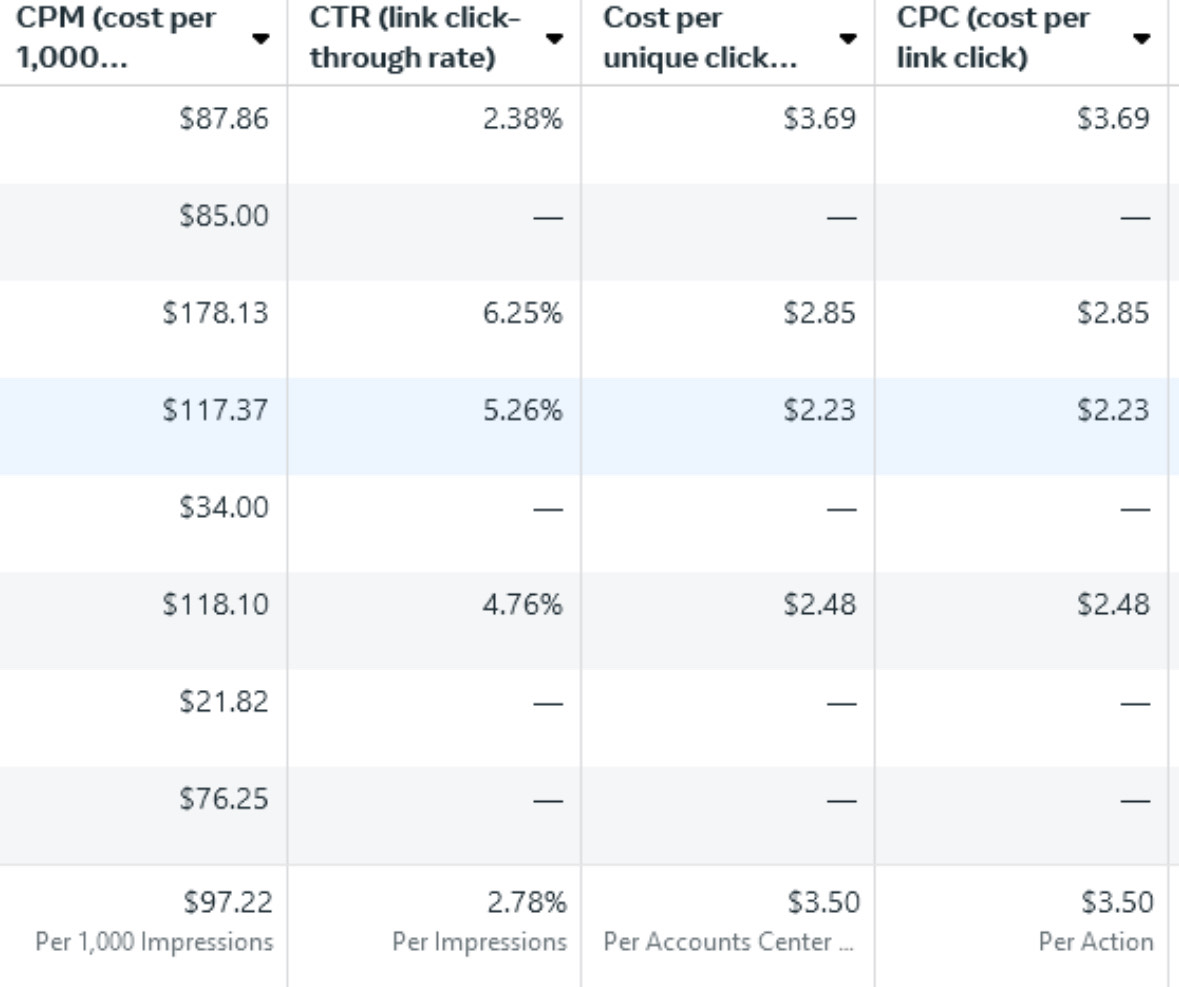 CPM (cost per 1,000... CTR (link click-through rate) Cost per unique click... CPC (cost per link click)
$87.86 2.38% $3.69 $3.69
$85.00 — — —
$178.13 6.25% $2.85 $2.85
$117.37 5.26% $2.23 $2.23
$34.00 — — —
$118.10 4.76% $2.48 $2.48
$21.82 — — —
$76.25 — — —
$97.22 2.78% $3.50 $3.50
Per 1,000 Impressions Per Impressions Per Accounts Center ... Per Action